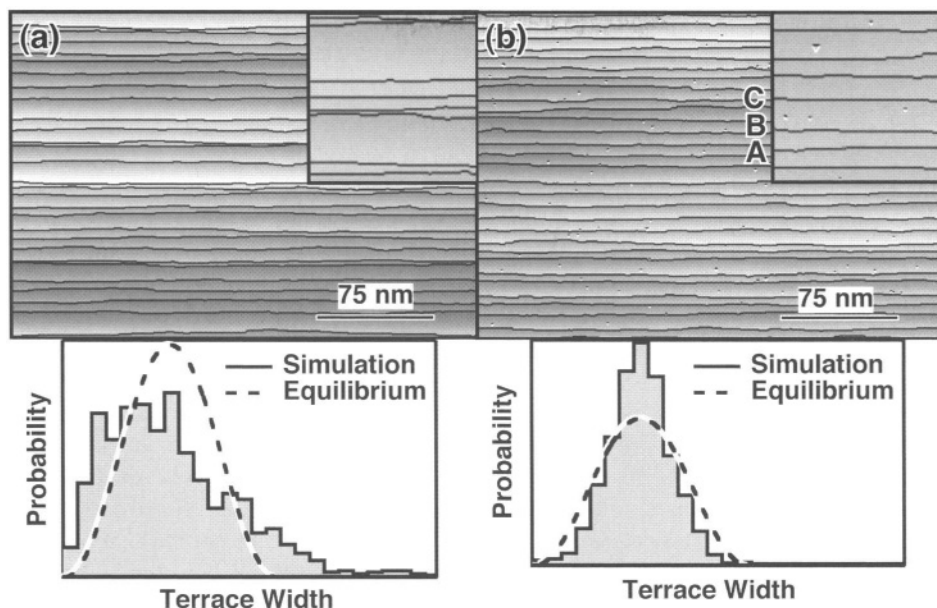 (a)
(b)
C
B
A
75 nm
75 nm
Simulation
Equilibrium
Probability
Terrace Width
Simulation
Equilibrium
Probability
Terrace Width